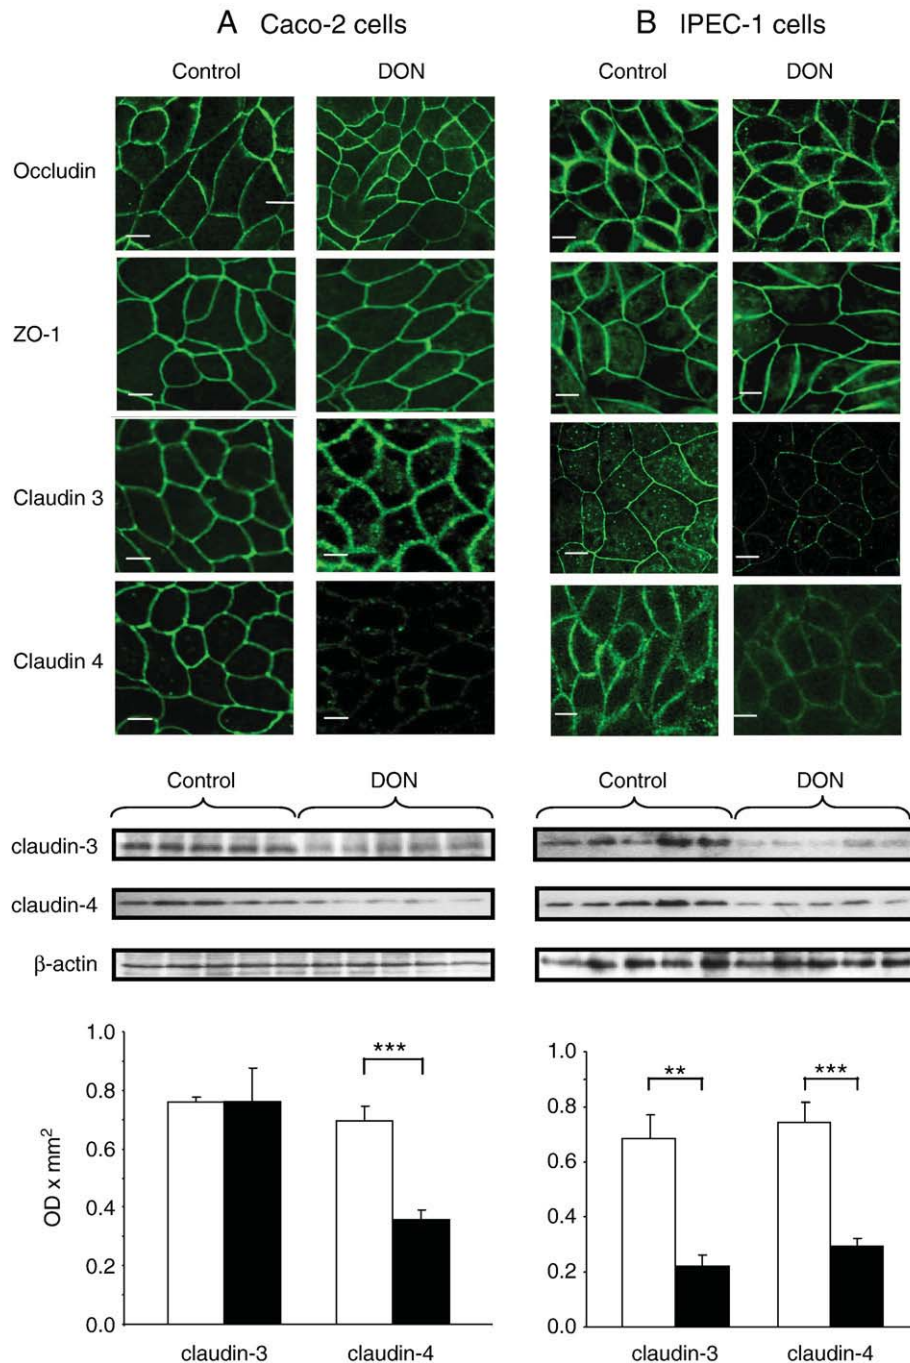 A Caco-2 cells
B IPEC-1 cells
Control DON Control DON
Occludin
ZO-1
Claudin 3
Claudin 4
Control DON Control DON
claudin-3
claudin-4
β-actin
OD x mm²
1.0
0.8
0.6
0.4
0.2
0.0
***
claudin-3 claudin-4
1.0
0.8
0.6
0.4
0.2
0.0
**
***
claudin-3 claudin-4